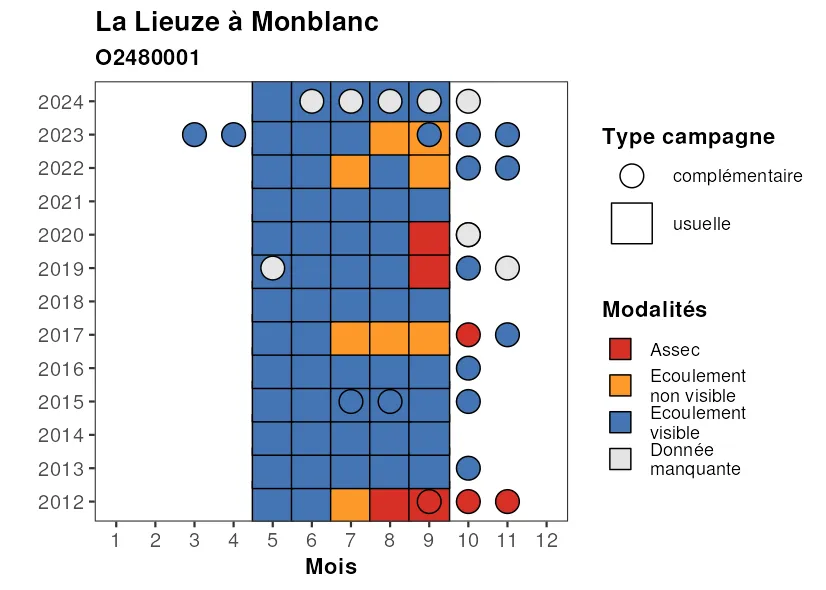 La Lieuze à Monblanc
O2480001
2024
2023
2022
2021
2020
2019
2018
2017
2016
2015
2014
2013
2012
1 2 3 4 5 6 7 8 9 10 11 12
Mois
Type campagne
complémentaire
usuelle
Modalités
Assec
Ecoulement
non visible
Ecoulement
visible
Donnée
manquante